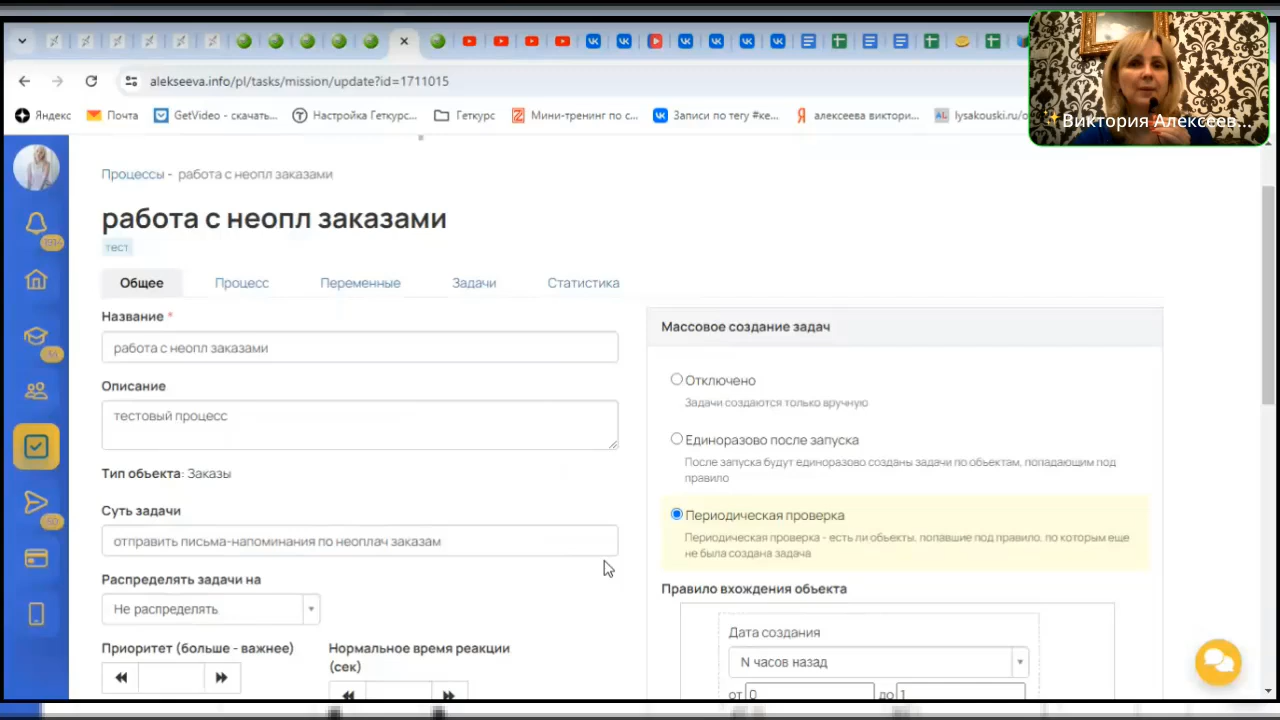 alekseeva.info/pl/tasks/mission/update?id=1711015
Яндекс
Почта
GetVideo - скачать...
Настройка Геткурс...
Геткурс
Мини-тренинг по с...
Записи по тегу #ке...
алексеева виктори...
lysakouski.ru/
Виктория Алексеев...
Процессы - работа с неопл заказами
работа с неопл заказами
тест
Общее
Процесс
Переменные
Задачи
Статистика
Название *
работа с неопл заказами
Описание
тестовый процесс
Тип объекта: Заказы
Суть задачи
отправить письма-напоминания по неоплач заказам
Распределять задачи на
Не распределять
Приоритет (больше - важнее)
Нормальное время реакции
(сек)
Массовое создание задач
Отключено
Задачи создаются только вручную
Единоразово после запуска
После запуска будут единоразово созданы задачи по объектам, попадающим под
правило
Периодическая проверка
Периодическая проверка - есть ли объекты, попавшие под правило, по которым еще
не была создана задача
Правило вхождения объекта
Дата создания
N часов назад
от 0
до 1